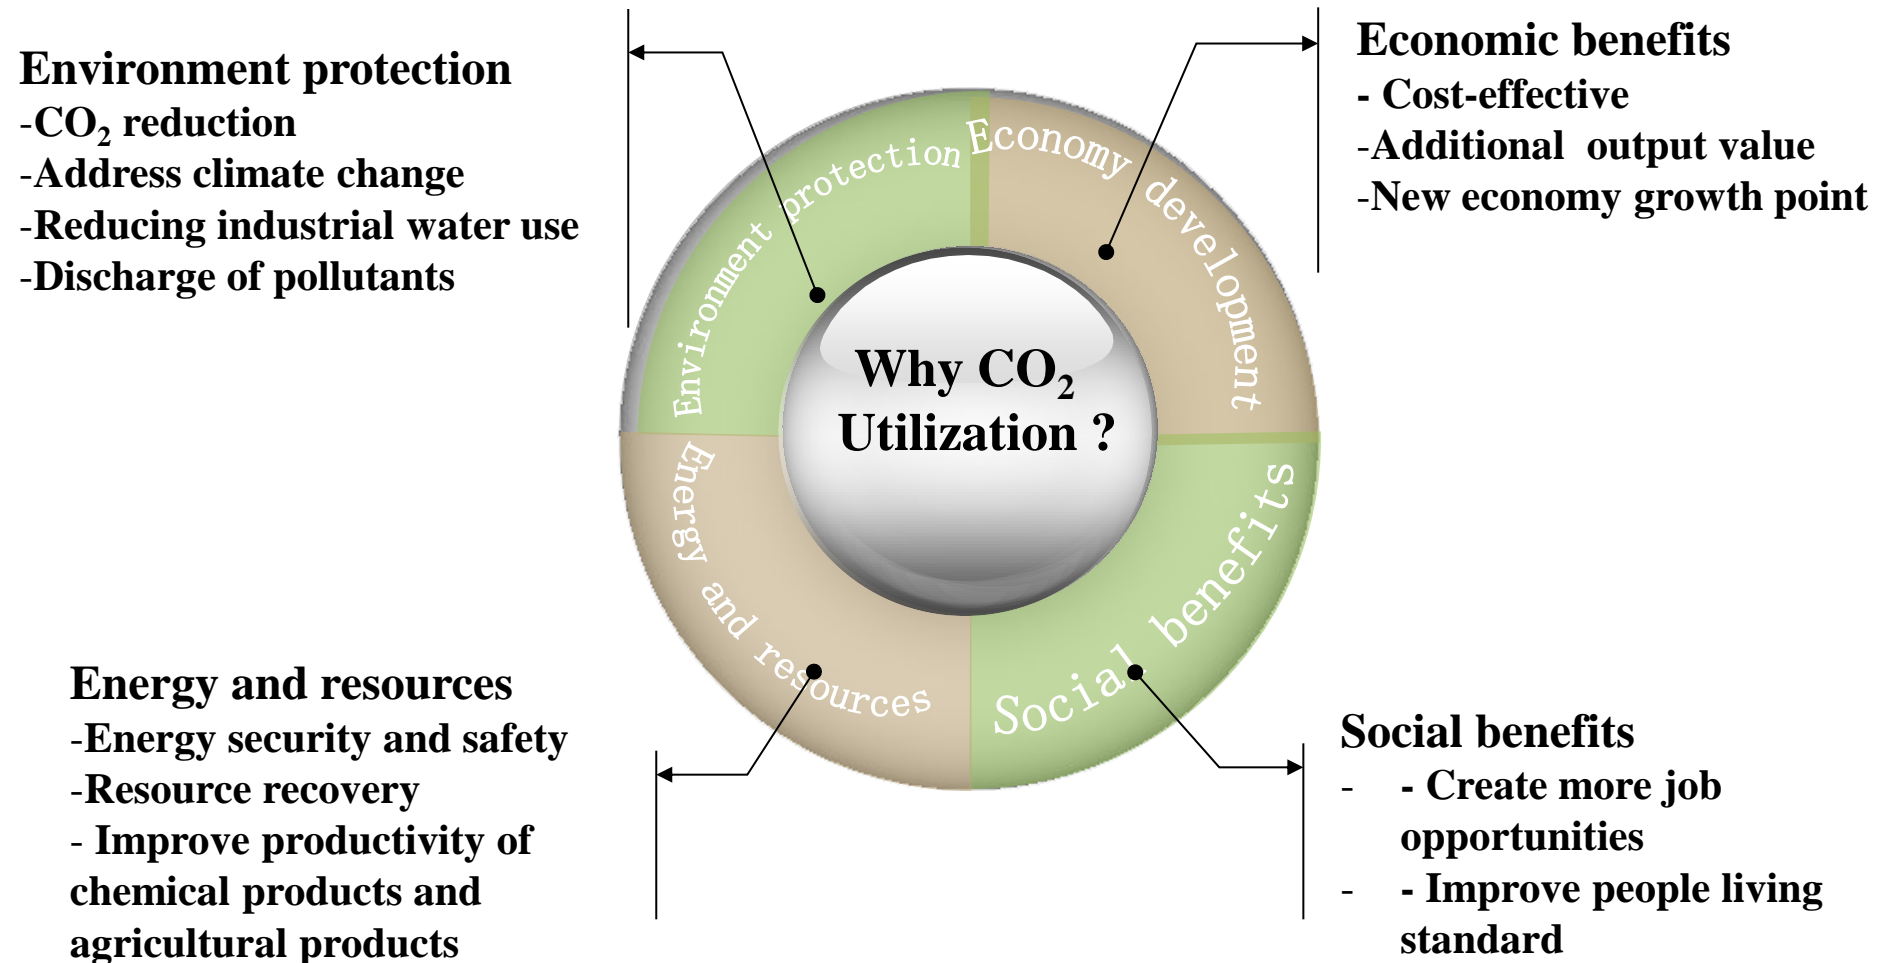 Environment protection
-CO₂ reduction
-Address climate change
-Reducing industrial water use
-Discharge of pollutants
Economic benefits
- Cost-effective
-Additional  output value
-New economy growth point
Environment protection
Economy development
Why CO₂
Utilization ?
Energy and resources
Social benefits
Energy and resources
-Energy security and safety
-Resource recovery
- Improve productivity of
chemical products and
agricultural products
Social benefits
- - Create more job
opportunities
- - Improve people living
standard